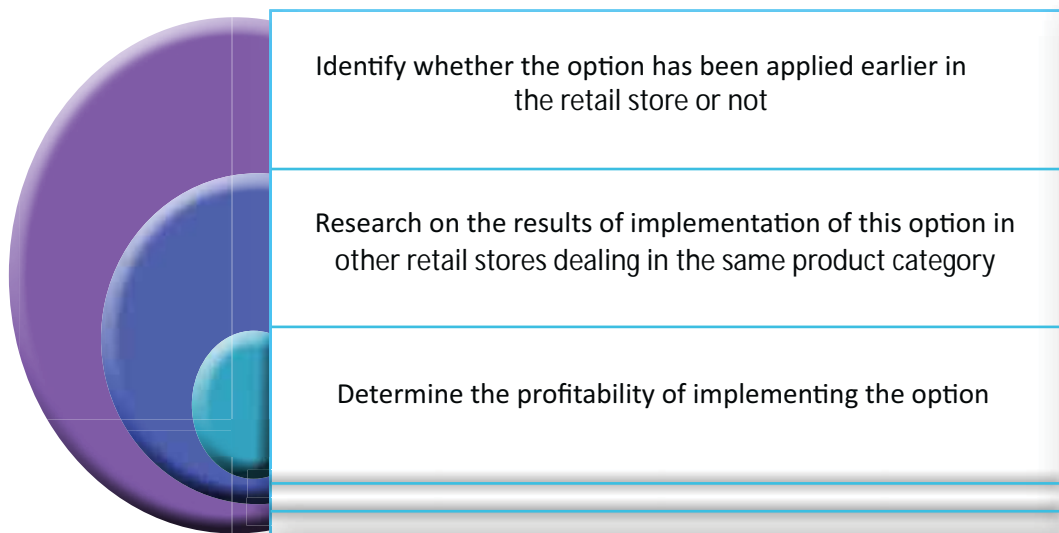 Identify whether the option has been applied earlier in
the retail store or not
Research on the results of implementation of this option in
other retail stores dealing in the same product category
Determine the profitability of implementing the option